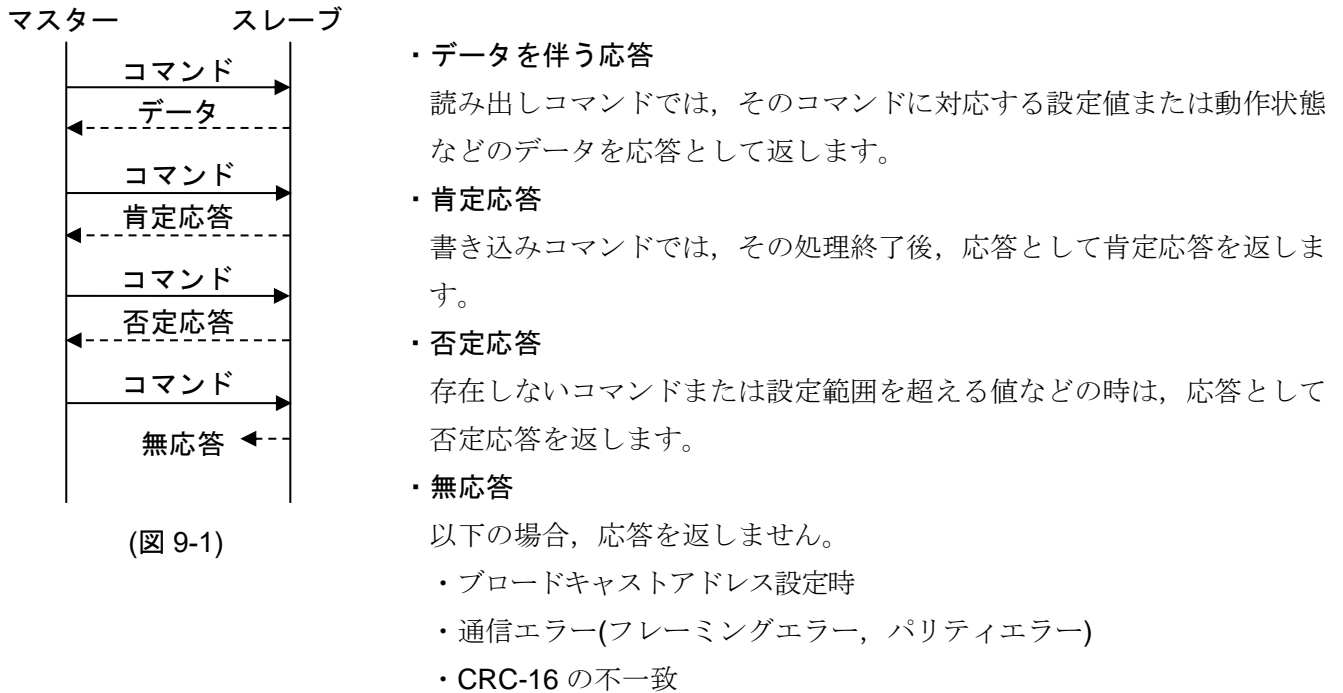 マスター スレーブ
コマンド
データ
コマンド
肯定応答
コマンド
否定応答
コマンド
無応答
(図 9-1)
・データを伴う応答
読み出しコマンドでは，そのコマンドに対応する設定値または動作状態
などのデータを応答として返します。
・肯定応答
書き込みコマンドでは，その処理終了後，応答として肯定応答を返しま
す。
・否定応答
存在しないコマンドまたは設定範囲を超える値などの時は，応答として
否定応答を返します。
・無応答
以下の場合，応答を返しません。
・ブロードキャストアドレス設定時
・通信エラー(フレーミングエラー，パリティエラー)
・CRC-16 の不一致